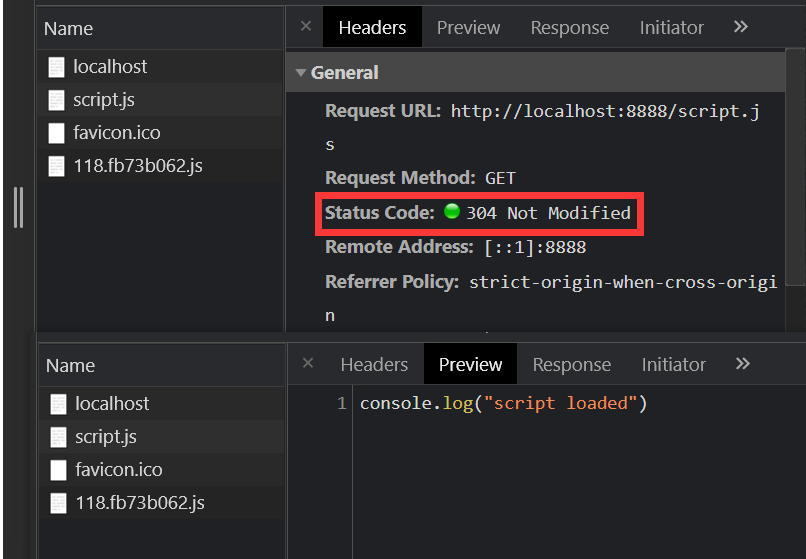 Name
localhost
script.js
favicon.ico
118.fb73b062.js
× Headers Preview Response Initiator »
General
Request URL: http://localhost:8888/script.j
s
Request Method: GET
Status Code: 304 Not Modified
Remote Address: [::1]:8888
Referrer Policy: strict-origin-when-cross-origi
n
Name
localhost
script.js
favicon.ico
118.fb73b062.js
× Headers Preview Response Initiator »
1 console.log("script loaded")